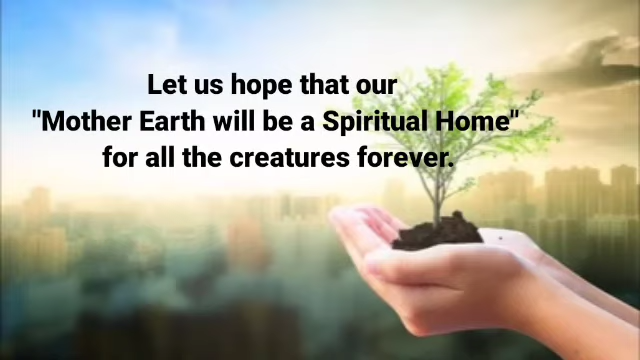 Let us hope that our
"Mother Earth will be a Spiritual Home"
for all the creatures forever.